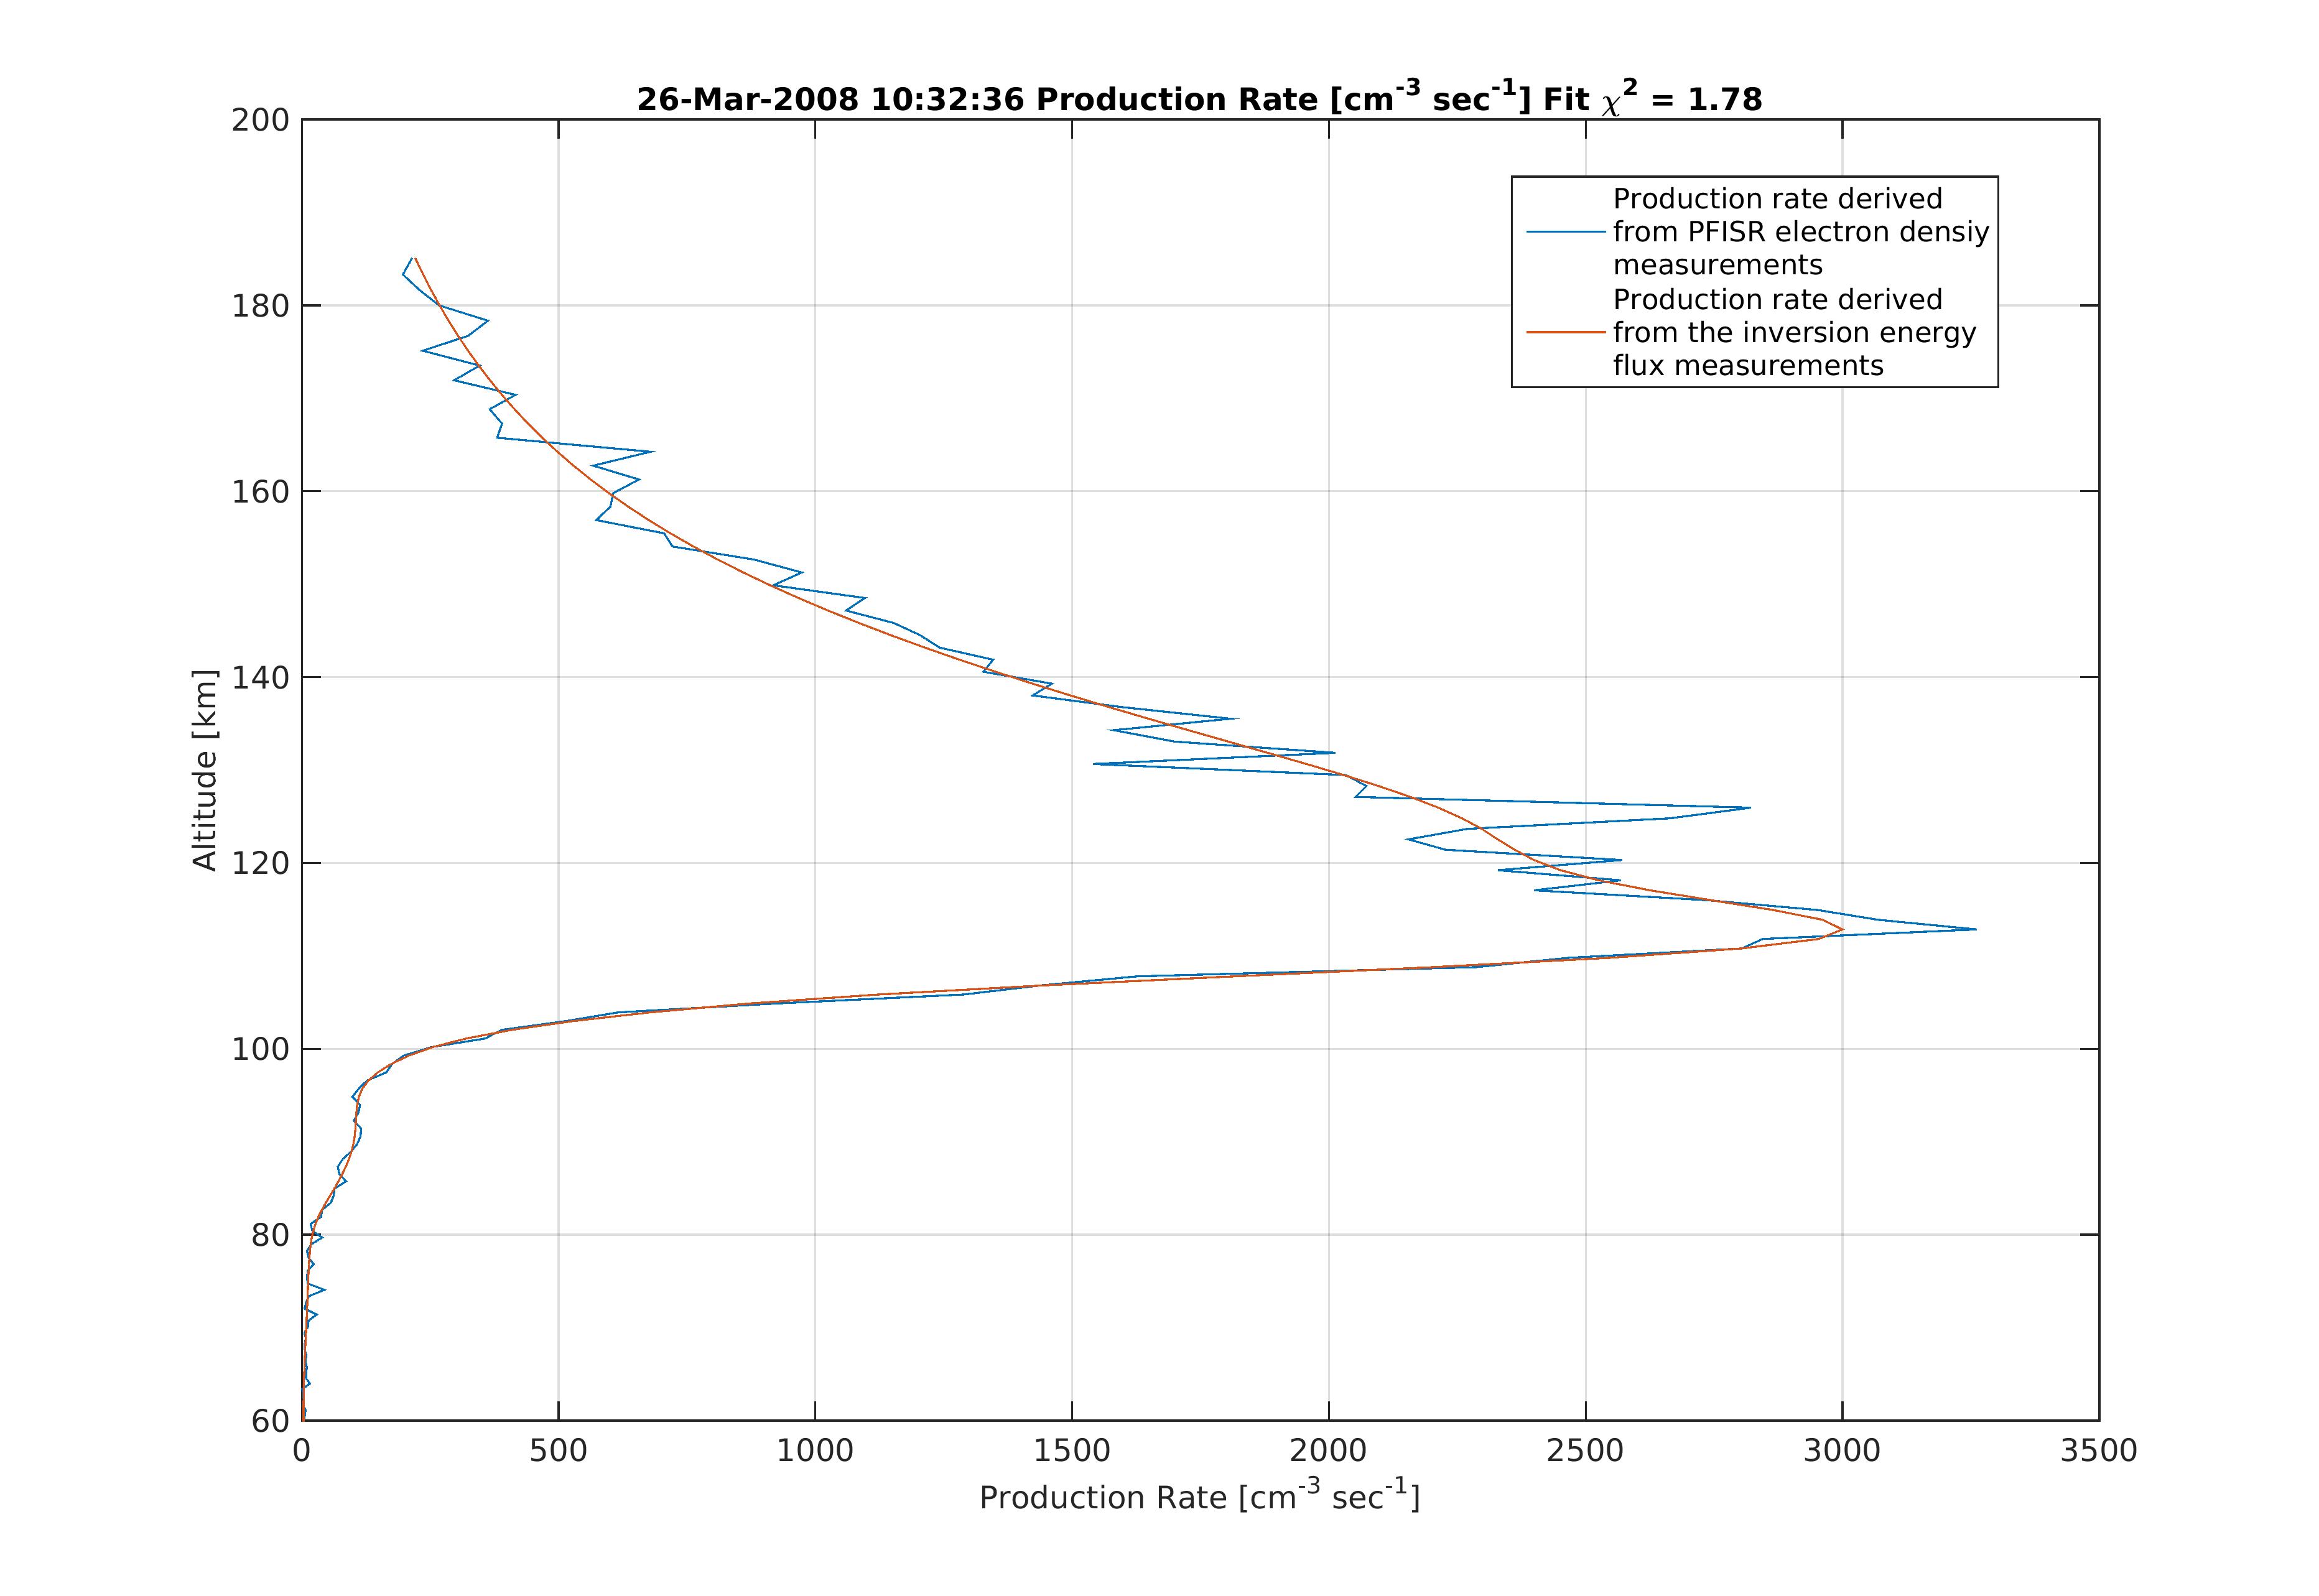 26-Mar-2008 10:32:36 Production Rate [cm⁻³ sec⁻¹] Fit χ² = 1.78
200
180
160
140
120
100
80
60
Altitude [km]
Production rate derived
from PFISR electron densiy
measurements
Production rate derived
from the inversion energy
flux measurements
0 500 1000 1500 2000 2500 3000 3500
Production Rate [cm⁻³ sec⁻¹]